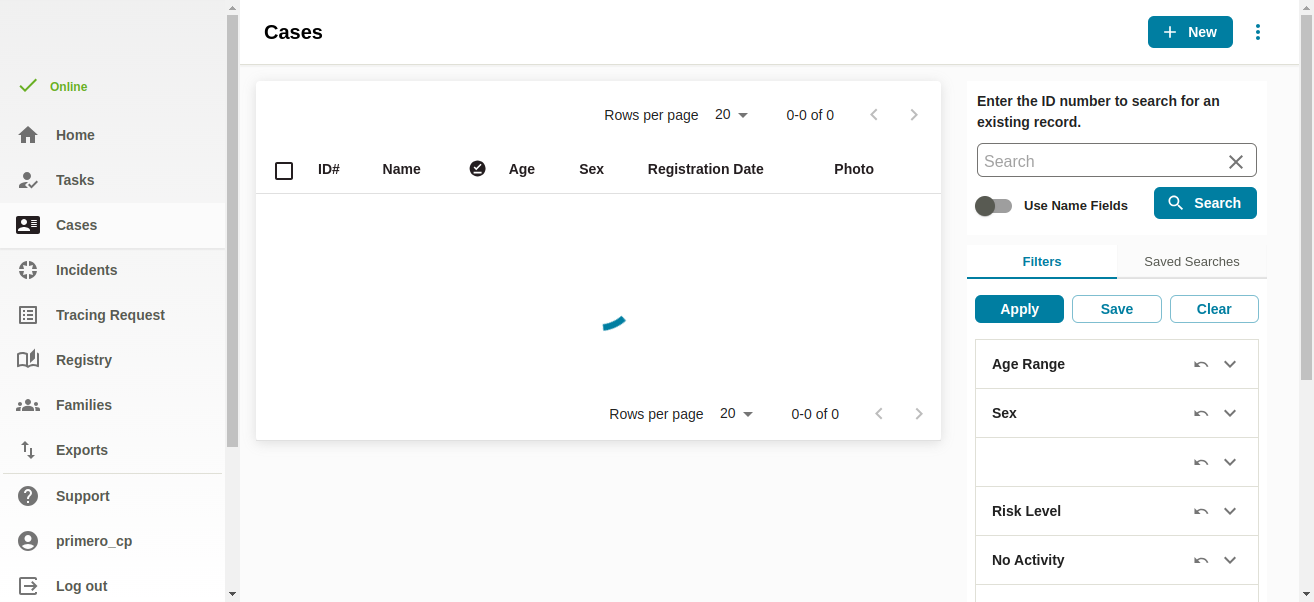 Cases
New
Online
Home
Tasks
Cases
Incidents
Tracing Request
Registry
Families
Exports
Support
primero_cp
Log out
Rows per page 20 0-0 of 0
ID# Name Age Sex Registration Date Photo
Rows per page 20 0-0 of 0
Enter the ID number to search for an
existing record.
Search
Use Name Fields Search
Filters Saved Searches
Apply Save Clear
Age Range
Sex
Risk Level
No Activity